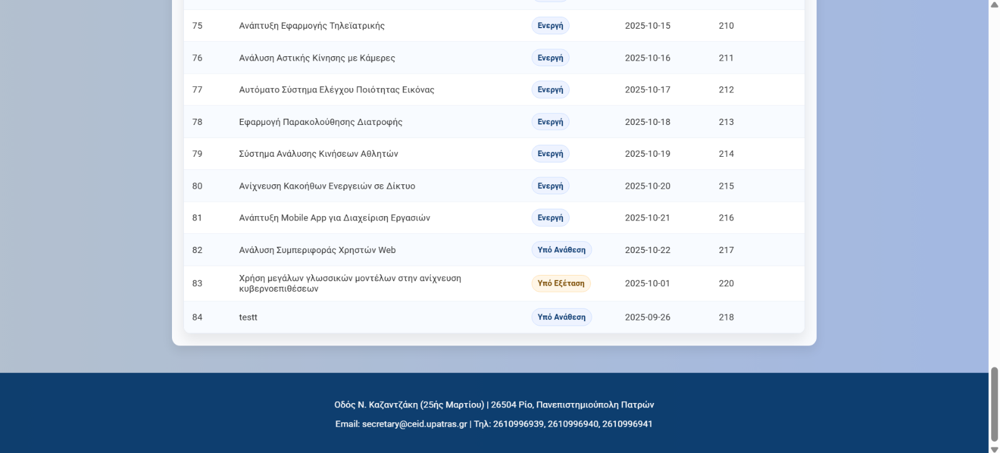 75 Ανάπτυξη Εφαρμογής Τηλεϊατρικής Ενεργή 2025-10-15 210
76 Ανάλυση Αστικής Κίνησης με Κάμερες Ενεργή 2025-10-16 211
77 Αυτόματο Σύστημα Ελέγχου Ποιότητας Εικόνας Ενεργή 2025-10-17 212
78 Εφαρμογή Παρακολούθησης Διατροφής Ενεργή 2025-10-18 213
79 Σύστημα Ανάλυσης Κινήσεων Αθλητών Ενεργή 2025-10-19 214
80 Ανίχνευση Κακοήθων Ενεργειών σε Δίκτυο Ενεργή 2025-10-20 215
81 Ανάπτυξη Mobile App για Διαχείριση Εργασιών Ενεργή 2025-10-21 216
82 Ανάλυση Συμπεριφοράς Χρηστών Web Υπό Ανάθεση 2025-10-22 217
83 Χρήση μεγάλων γλωσσικών μοντέλων στην ανίχνευση
κυβερνοεπιθέσεων Υπό Εξέταση 2025-10-01 220
84 testt Υπό Ανάθεση 2025-09-26 218
Οδός Ν. Καζαντζάκη (25ής Μαρτίου) | 26504 Ρίο, Πανεπιστημιούπολη Πατρών
Email: secretary@ceid.upatras.gr | Τηλ: 2610996939, 2610996940, 2610996941